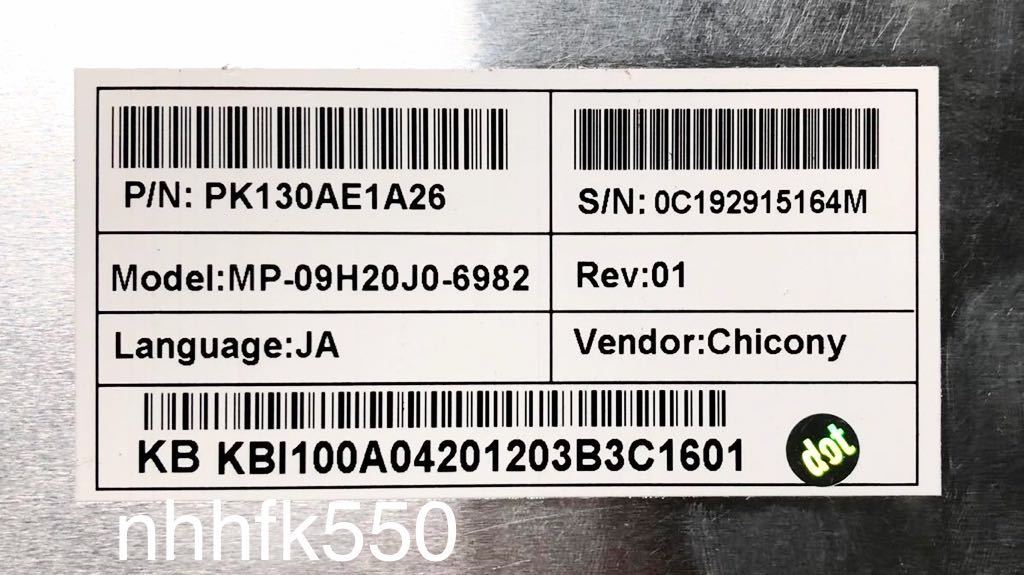 P/N: PK130AE1A26
S/N: 0C192915164M
Model:MP-09H20J0-6982
Rev:01
Language:JA
Vendor:Chicony
KB KBI100A04201203B3C1601
dot
nhhfk550